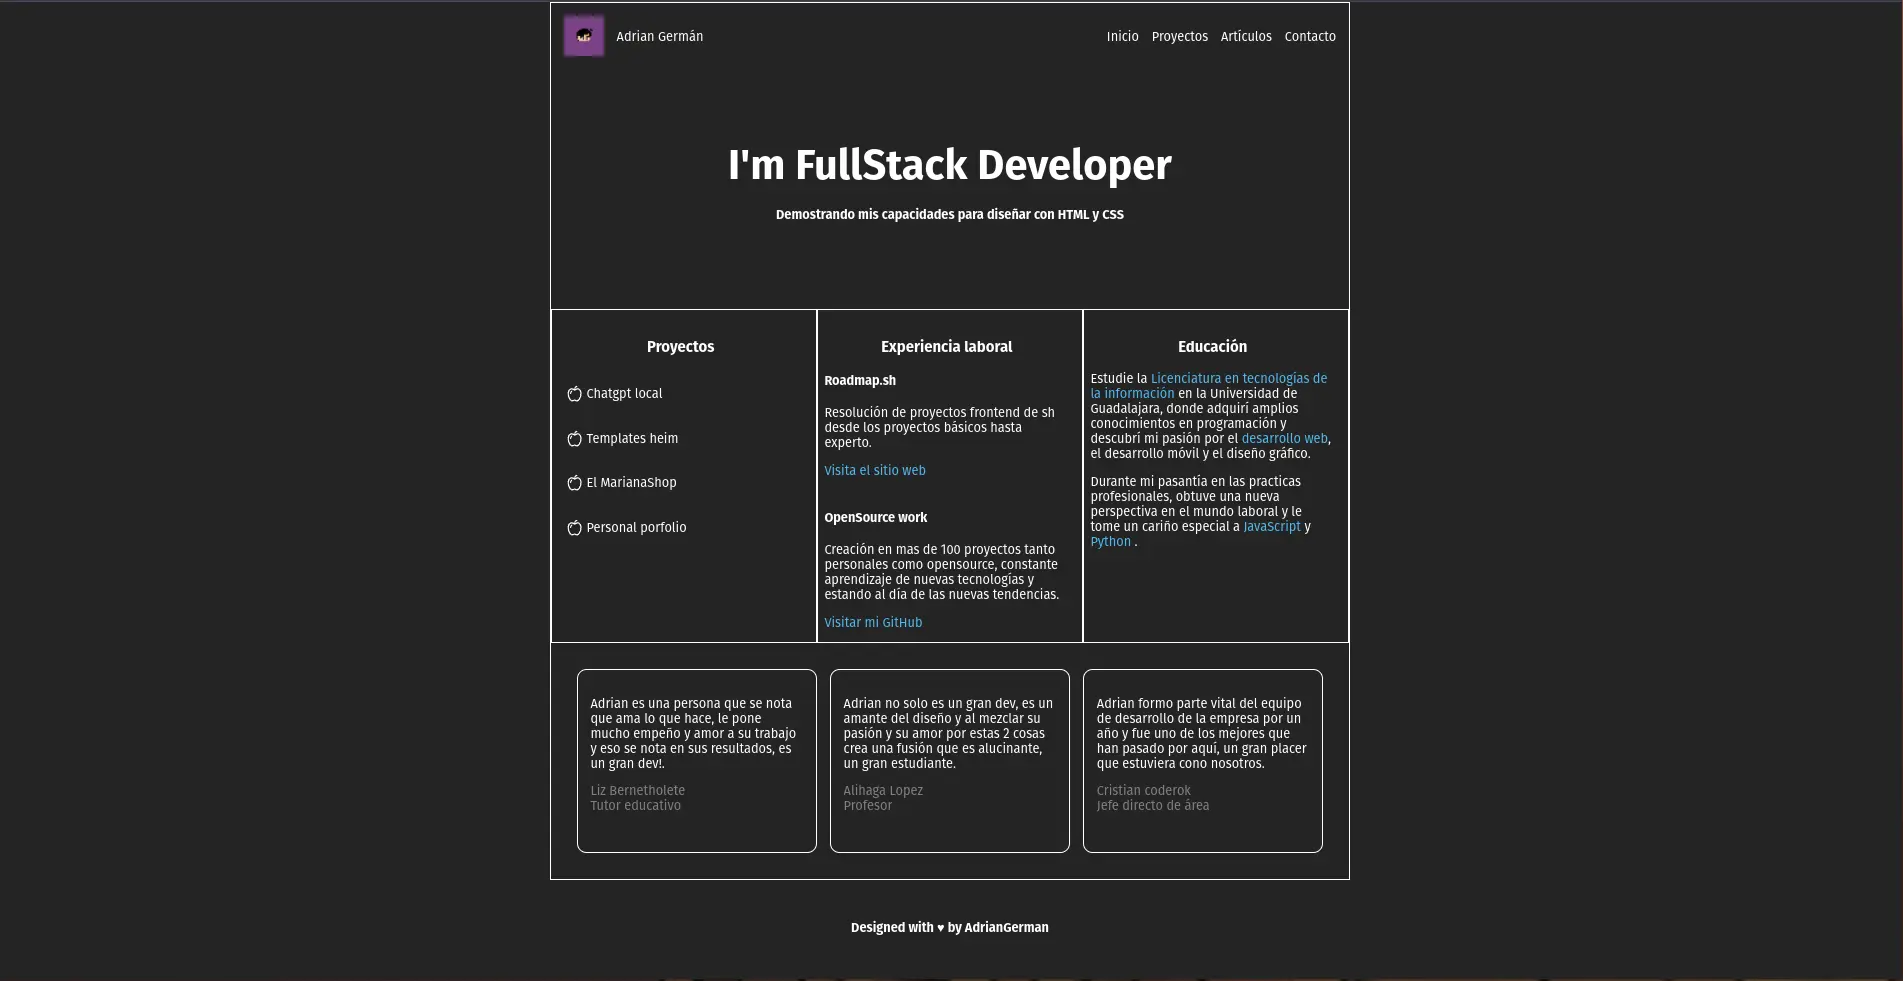 Adrian Germán
Inicio Proyectos Artículos Contacto
I'm FullStack Developer
Demostrando mis capacidades para diseñar con HTML y CSS
Proyectos
Chatgpt local
Templates heim
El MarianaShop
Personal porfolio
Experiencia laboral
Roadmap.sh
Resolución de proyectos frontend de sh
desde los proyectos básicos hasta
experto.
Visita el sitio web
OpenSource work
Creación en mas de 100 proyectos tanto
personales como opensource, constante
aprendizaje de nuevas tecnologías y
estando al día de las nuevas tendencias.
Visitar mi GitHub
Educación
Estudie la Licenciatura en tecnologías de
la información en la Universidad de
Guadalajara, donde adquirí amplios
conocimientos en programación y
descubrí mi pasión por el desarrollo web,
el desarrollo móvil y el diseño gráfico.
Durante mi pasantía en las practicas
profesionales, obtuve una nueva
perspectiva en el mundo laboral y le
tome un cariño especial a JavaScript y
Python .
Adrian es una persona que se nota
que ama lo que hace, le pone
mucho empeño y amor a su trabajo
y eso se nota en sus resultados, es
un gran dev!.
Liz Bernetholete
Tutor educativo
Adrian no solo es un gran dev, es un
amante del diseño y al mezclar su
pasión y su amor por estas 2 cosas
crea una fusión que es alucinante,
un gran estudiante.
Alihaga Lopez
Profesor
Adrian formo parte vital del equipo
de desarrollo de la empresa por un
año y fue uno de los mejores que
han pasado por aquí, un gran placer
que estuviera cono nosotros.
Cristian coderok
Jefe directo de área
Designed with ♥ by AdrianGerman